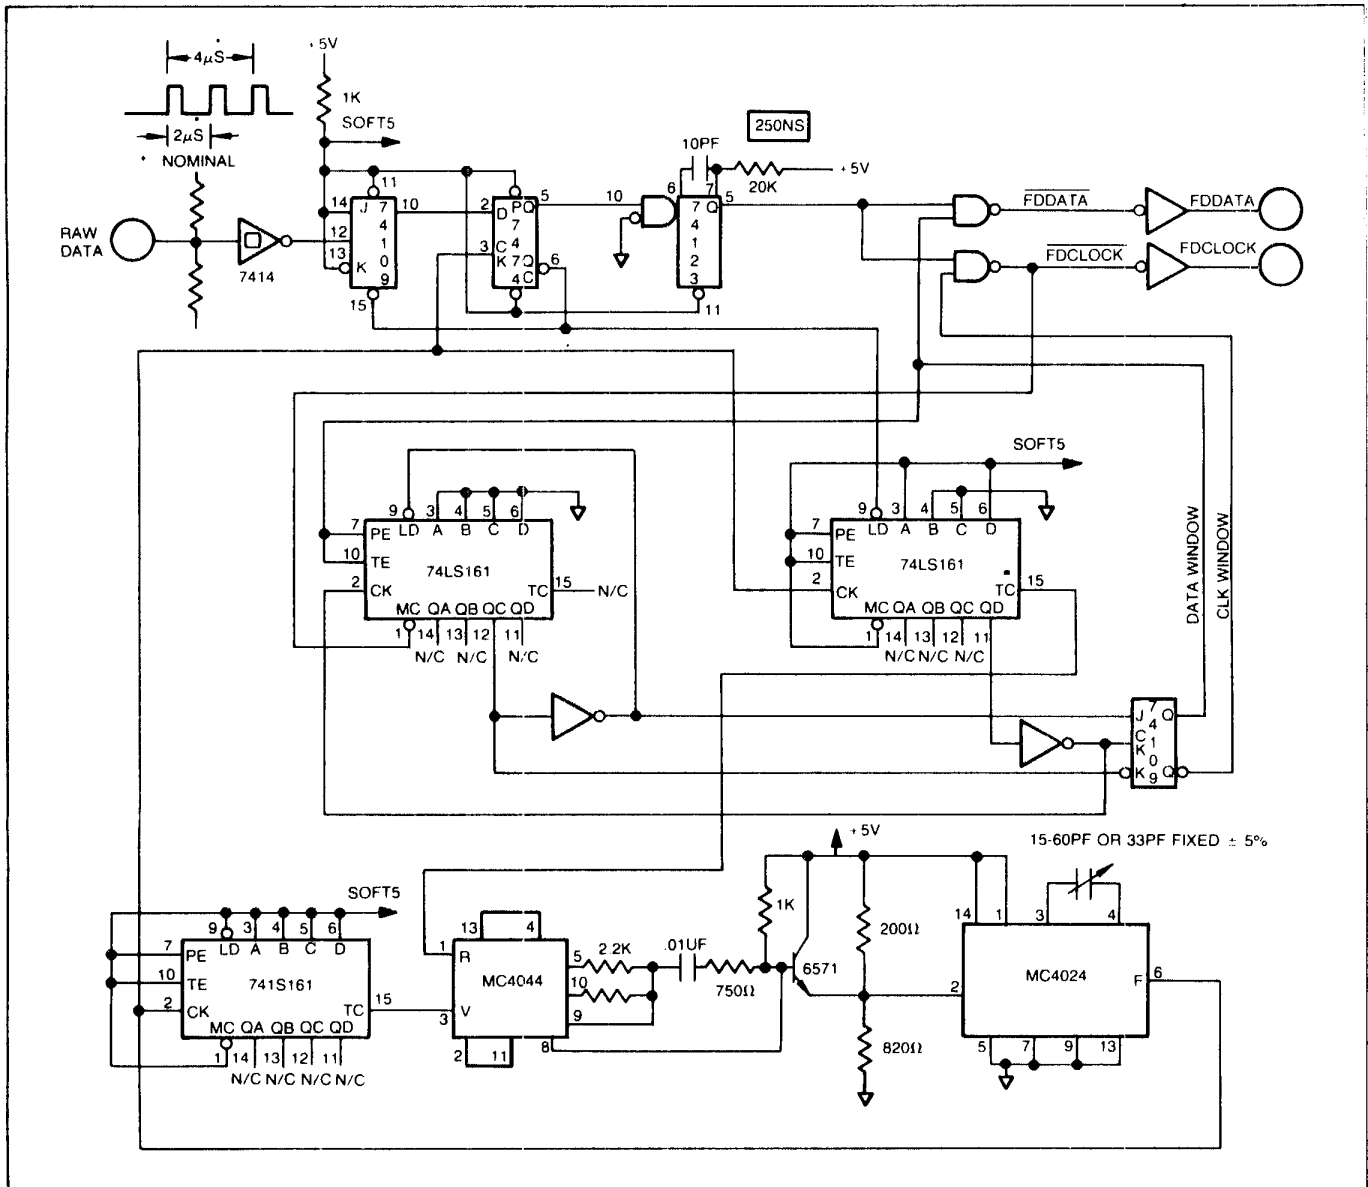 4µS
2µS
* NOMINAL
+5V
1K
SOFT5
250NS
10PF
20K
+5V
RAW
DATA
7414
14 J 7 10
11
12 4
13 1
K 0
9
15
2 D P Q 5
7
3 C 4
K 7 Q 6
4 C
10
6 7
7 Q 5
4
1
2
3
11
FDDATA
FDDATA
FDCLOCK
FDCLOCK
9 3 4 5 6
LD A B C D
7 PE
10 TE
74LS161
2 CK
TC 15 N/C
MC QA QB QC QD
1 14 13 12 11
N/C N/C N/C
SOFT5
9 3 4 5 6
LD A B C D
7 PE
10 TE
74LS161
2 CK
TC 15
MC QA QB QC QD
1 14 13 12 11
N/C N/C N/C
DATA WINDOW
CLK WINDOW
J 7 Q
4
C 1
K 0
K 9 Q
SOFT5
9 3 4 5 6
LD A B C D
7 PE
10 TE
741S161
2 CK
TC 15
MC QA QB QC QD
1 14 13 12 11
N/C N/C N/C N/C
13 4
1 R
MC4044
3 V
2 11
5
10
9
8
2.2K
.01UF
750Ω
1K
6571
+5V
200Ω
820Ω
15-60PF OR 33PF FIXED ± 5%
14 1 3 4
2
MC4024
F 6
5 7 9 13